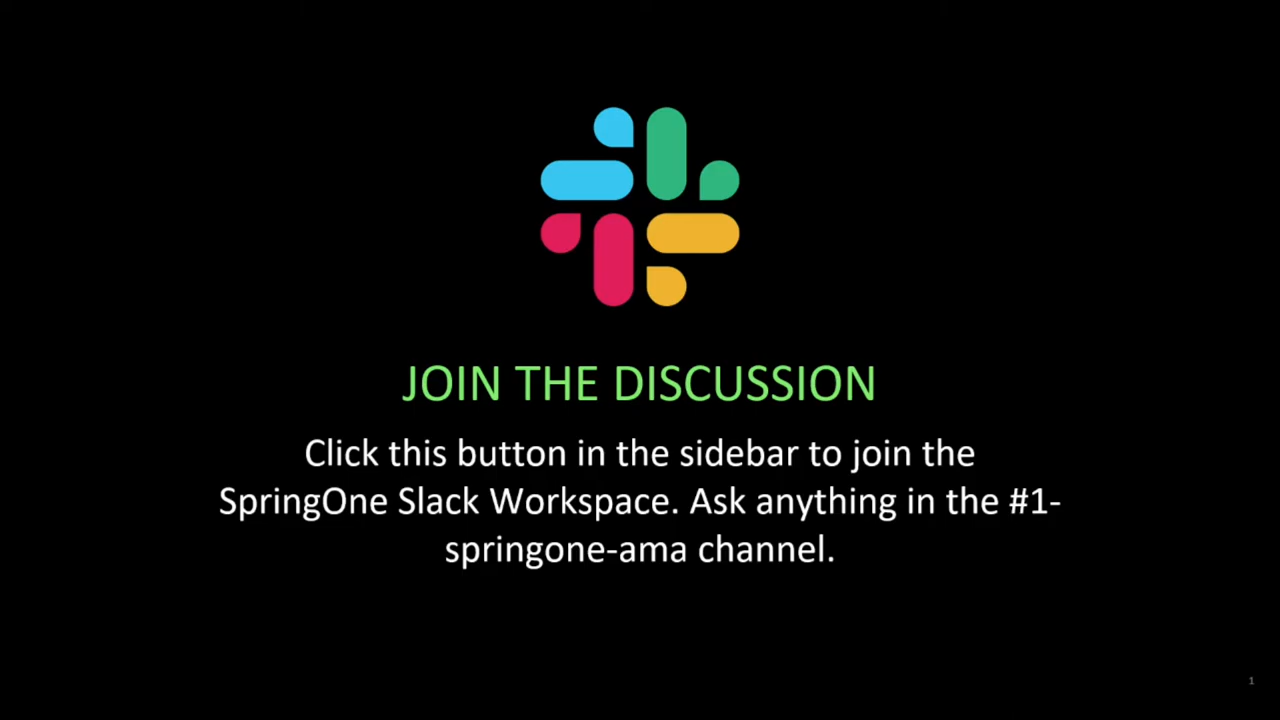 JOIN THE DISCUSSION
Click this button in the sidebar to join the
SpringOne Slack Workspace. Ask anything in the #1-
springone-ama channel.
1